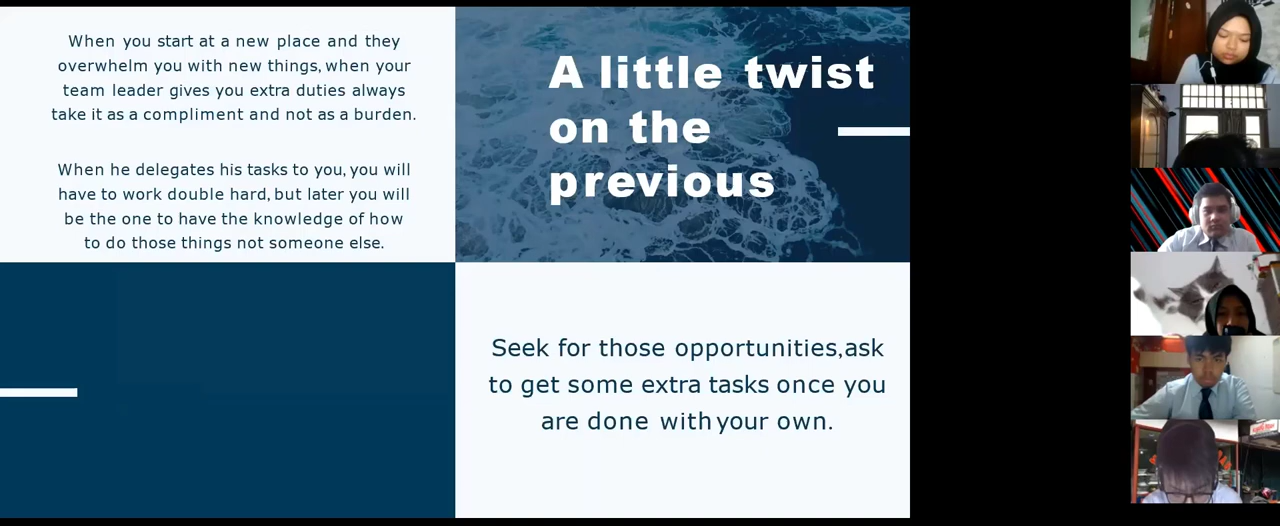 When you start at a new place and they
overwhelm you with new things, when your
team leader gives you extra duties always
take it as a compliment and not as a burden.
When he delegates his tasks to you, you will
have to work double hard, but later you will
be the one to have the knowledge of how
to do those things not someone else.
A little twist
on the
previous
Seek for those opportunities,ask
to get some extra tasks once you
are done with your own.